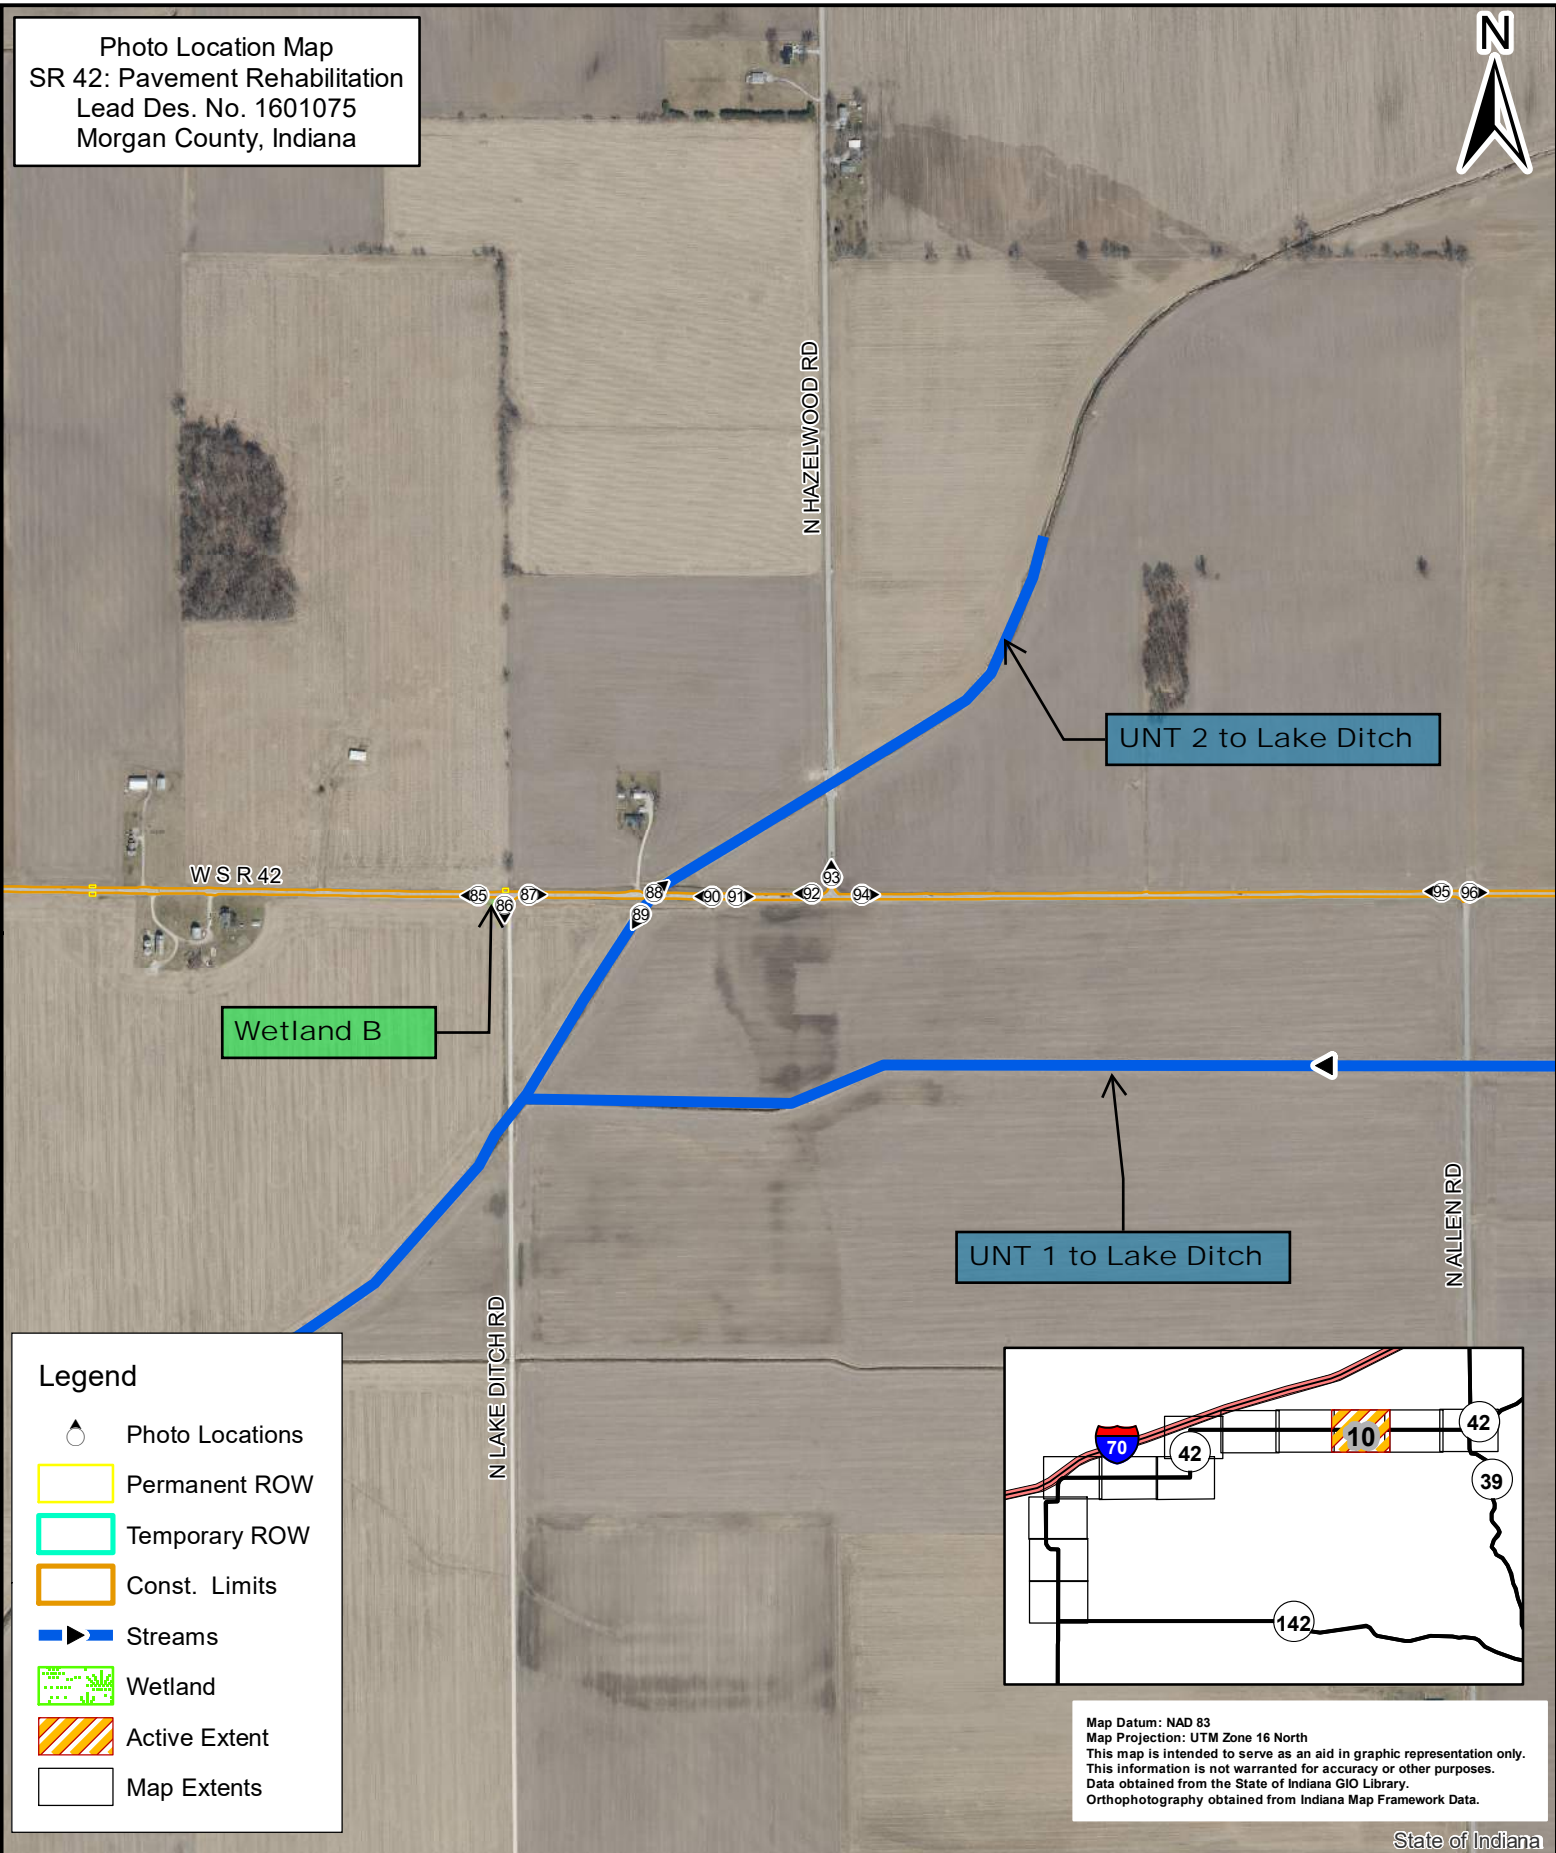 Photo Location Map
SR 42: Pavement Rehabilitation
Lead Des. No. 1601075
Morgan County, Indiana
N
N HAZELWOOD RD
UNT 2 to Lake Ditch
W S R 42
85
86
87
88
89
90
91
92
93
94
95
96
Wetland B
UNT 1 to Lake Ditch
N ALLEN RD
N LAKE DITCH RD
Legend
Photo Locations
Permanent ROW
Temporary ROW
Const. Limits
Streams
Wetland
Active Extent
Map Extents
70
42
10
42
39
142
Map Datum: NAD 83
Map Projection: UTM Zone 16 North
This map is intended to serve as an aid in graphic representation only.
This information is not warranted for accuracy or other purposes.
Data obtained from the State of Indiana GIO Library.
Orthophotography obtained from Indiana Map Framework Data.
State of Indiana